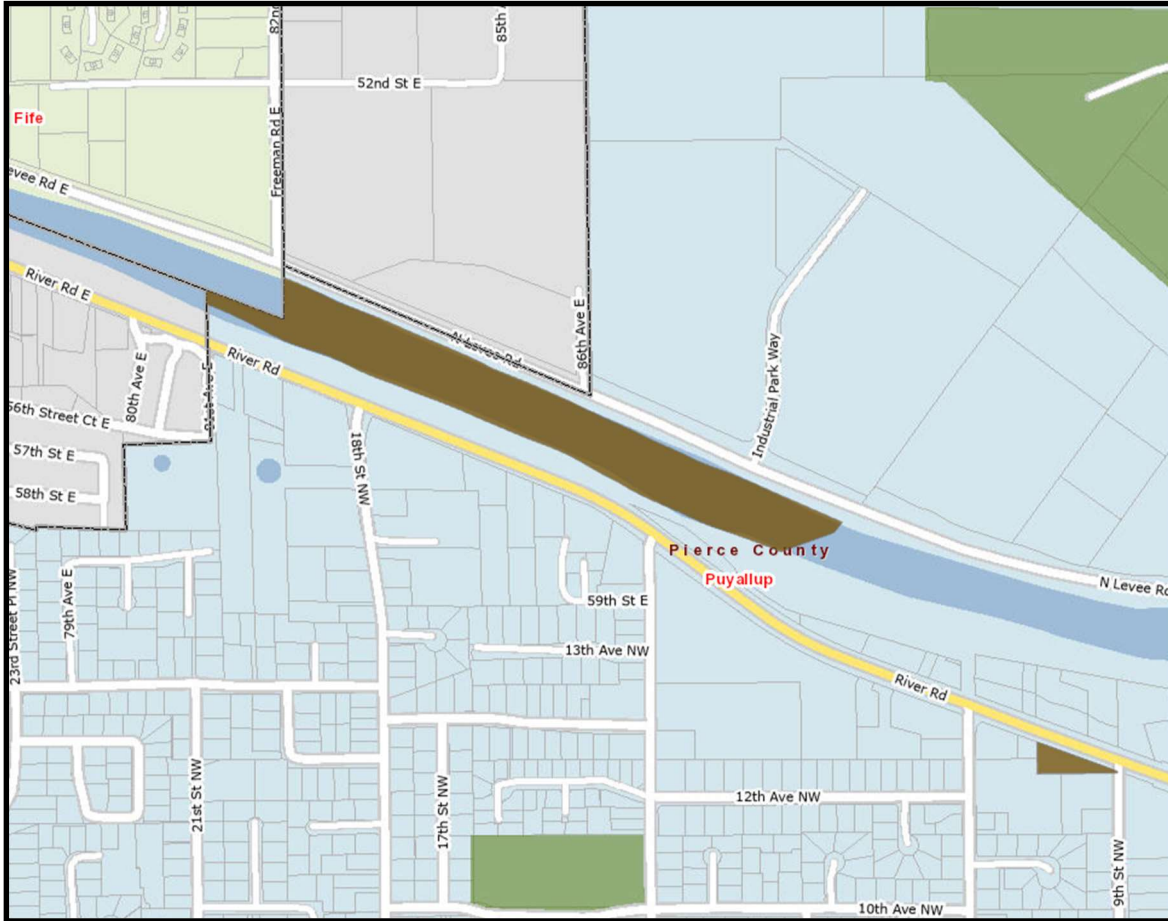 82nd
85th
52nd St E
Fife
Freeman Rd E
evee Rd E
River Rd E
N Levee Rd
86th Ave E
Industrial Park Way
80th Ave E
River Rd
56th Street Ct E
18th St NW
57th St E
58th St E
Pierce County
Puyallup
N Levee Rd
79th Ave E
59th St E
23rd Street Pl NW
13th Ave NW
River Rd
21st St NW
17th St NW
12th Ave NW
9th St NW
10th Ave NW